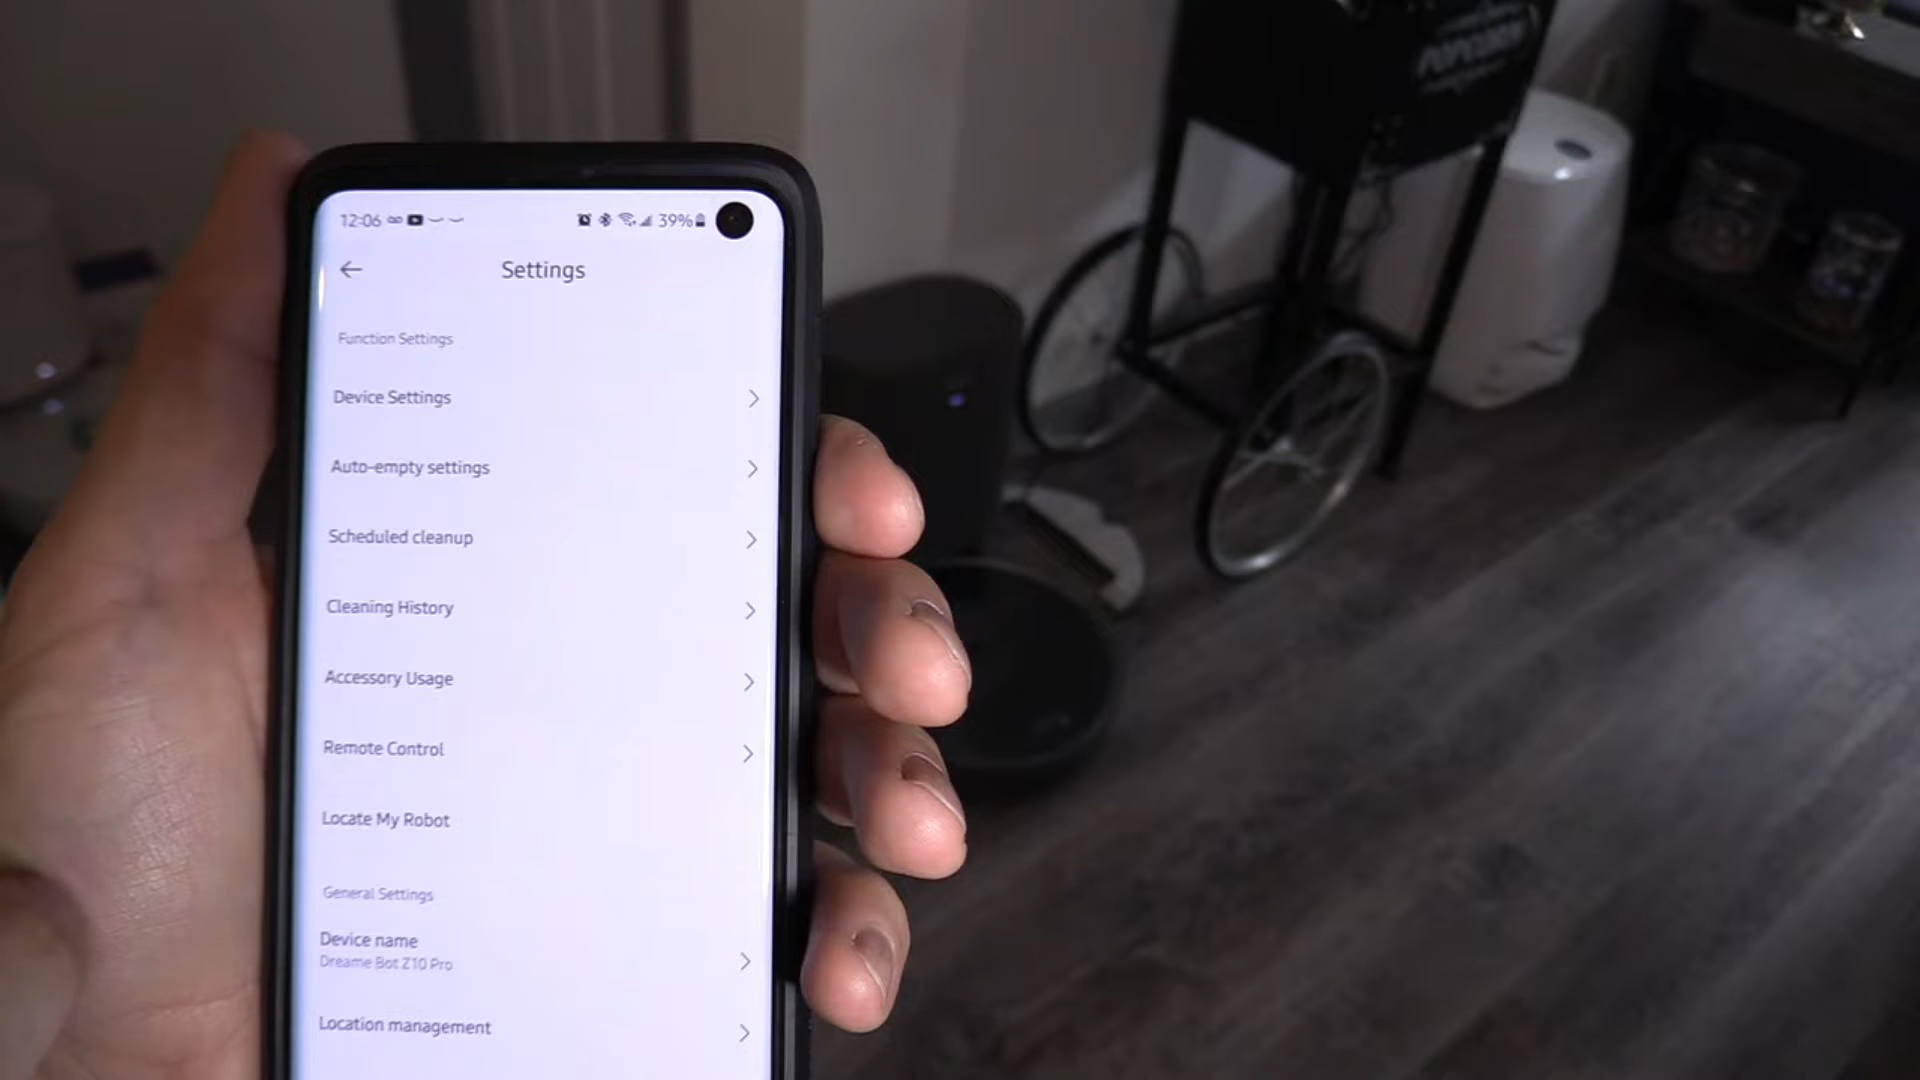 12:06 39%
Settings
Function Settings
Device Settings
Auto-empty settings
Scheduled cleanup
Cleaning History
Accessory Usage
Remote Control
Locate My Robot
General Settings
Device name
Dreame Bot Z10 Pro
Location management